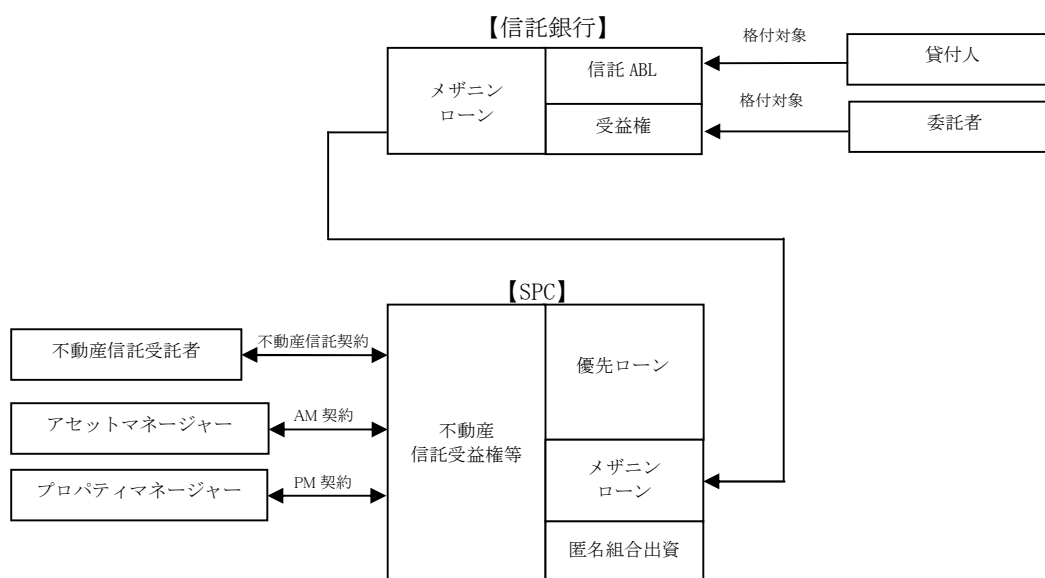 【信託銀行】
メザニン
ローン
信託 ABL
受益権
格付対象
貸付人
格付対象
委託者
【SPC】
不動産信託受託者
不動産信託契約
アセットマネージャー
AM 契約
プロパティマネージャー
PM 契約
不動産
信託受益権等
優先ローン
メザニン
ローン
匿名組合出資